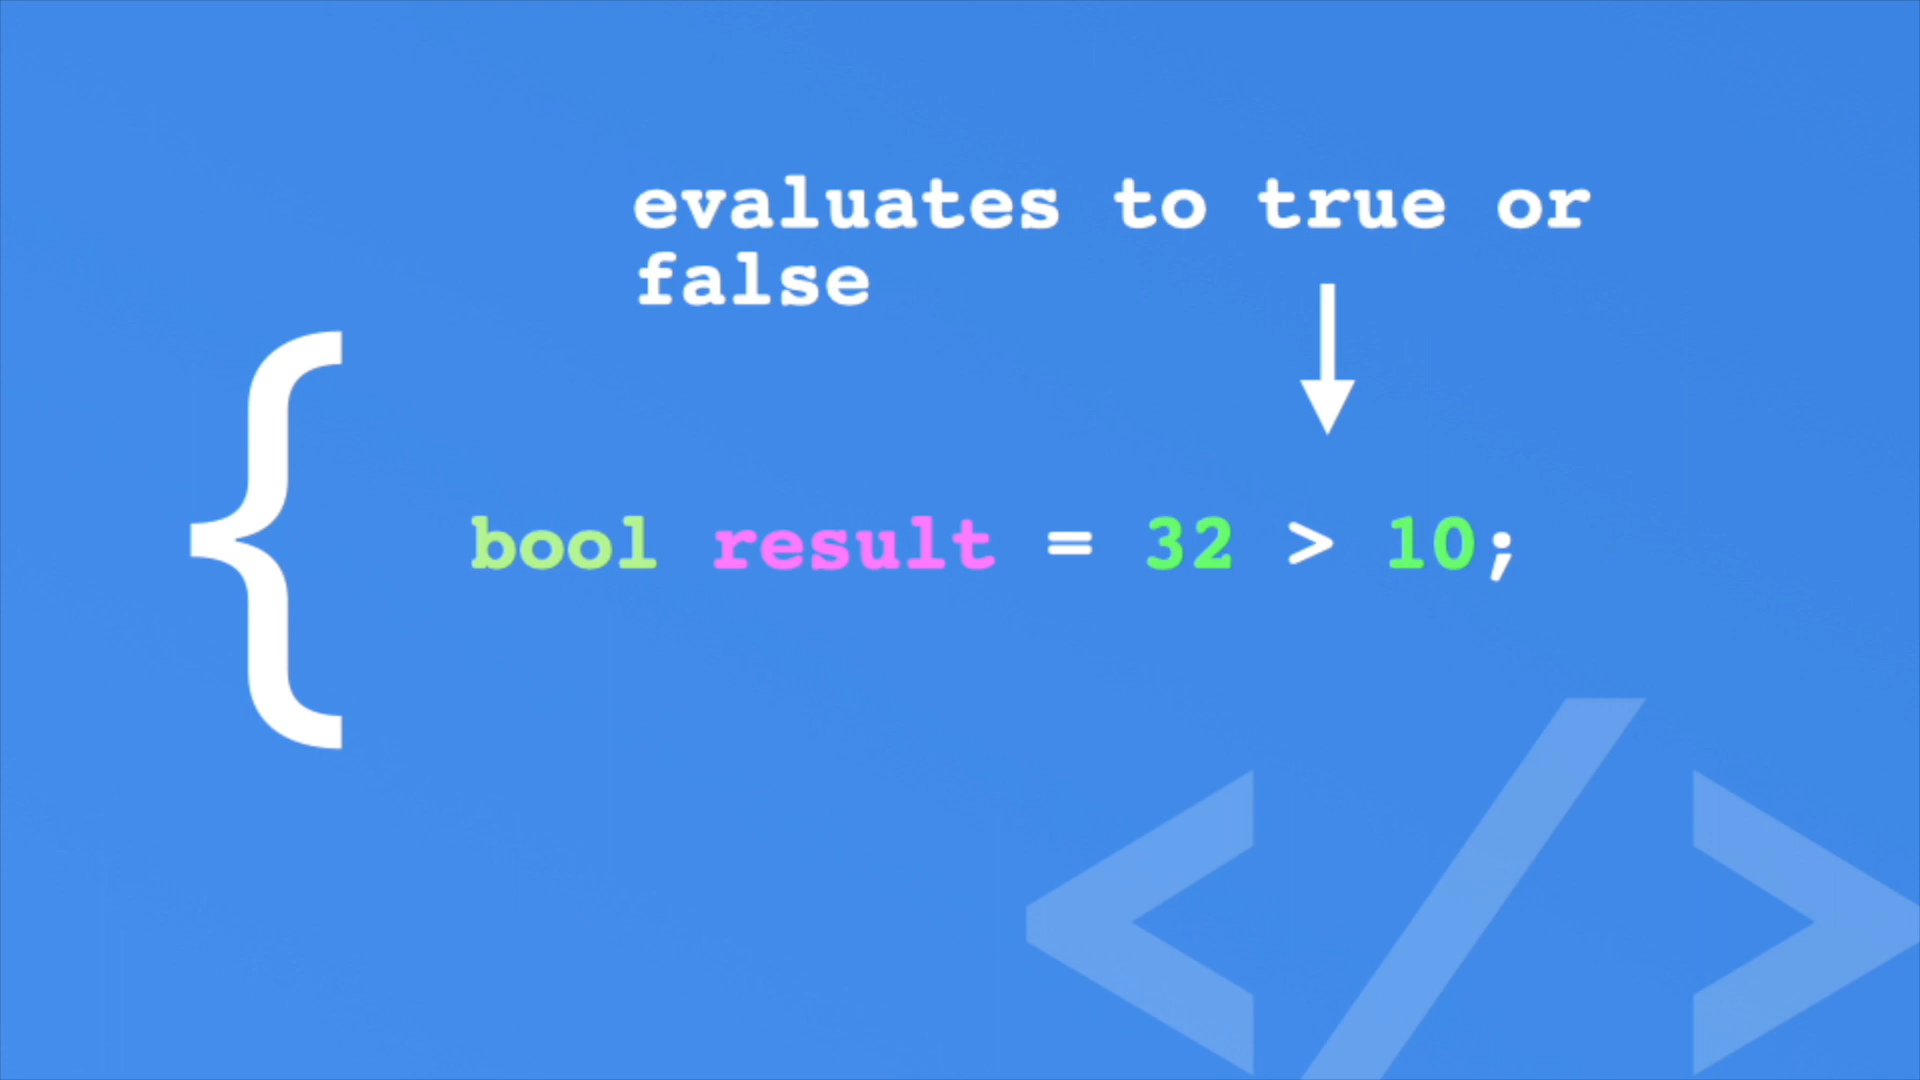 evaluates to true or
false
{
bool result = 32 > 10;
</>